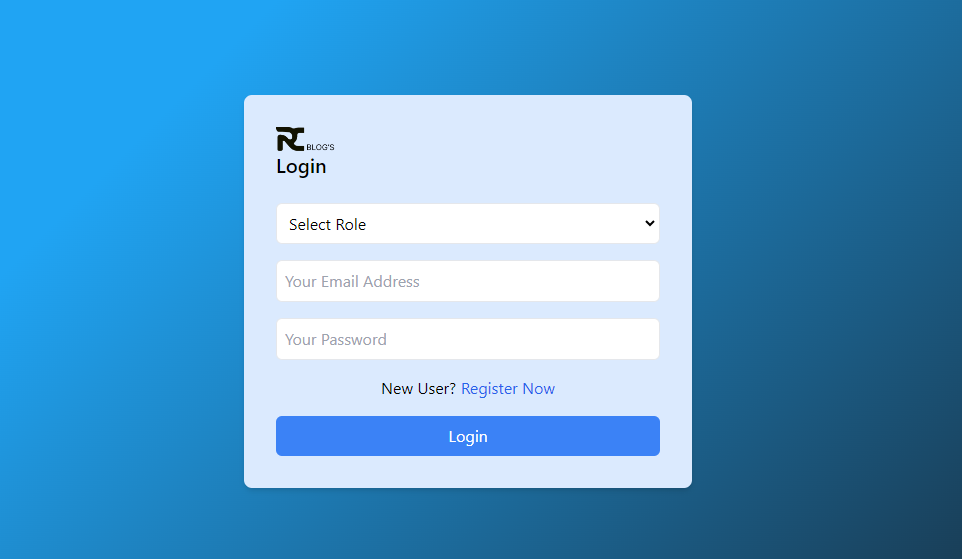 RC BLOG'S
Login
Select Role
Your Email Address
Your Password
New User? Register Now
Login